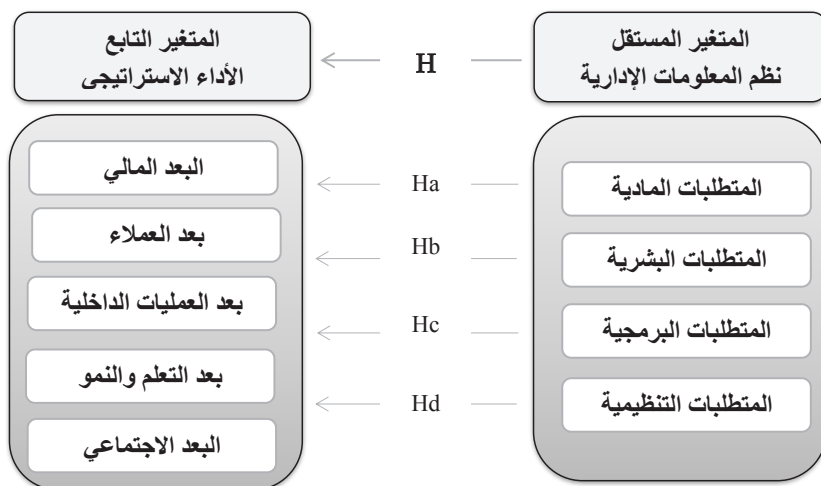 المتغير المستقل
نظم المعلومات الإدارية
H
المتغير التابع
الأداء الاستراتيجى
المتطلبات المادية
المتطلبات البشرية
المتطلبات البرمجية
المتطلبات التنظيمية
Ha
Hb
Hc
Hd
البعد المالي
بعد العملاء
بعد العمليات الداخلية
بعد التعلم والنمو
البعد الاجتماعي